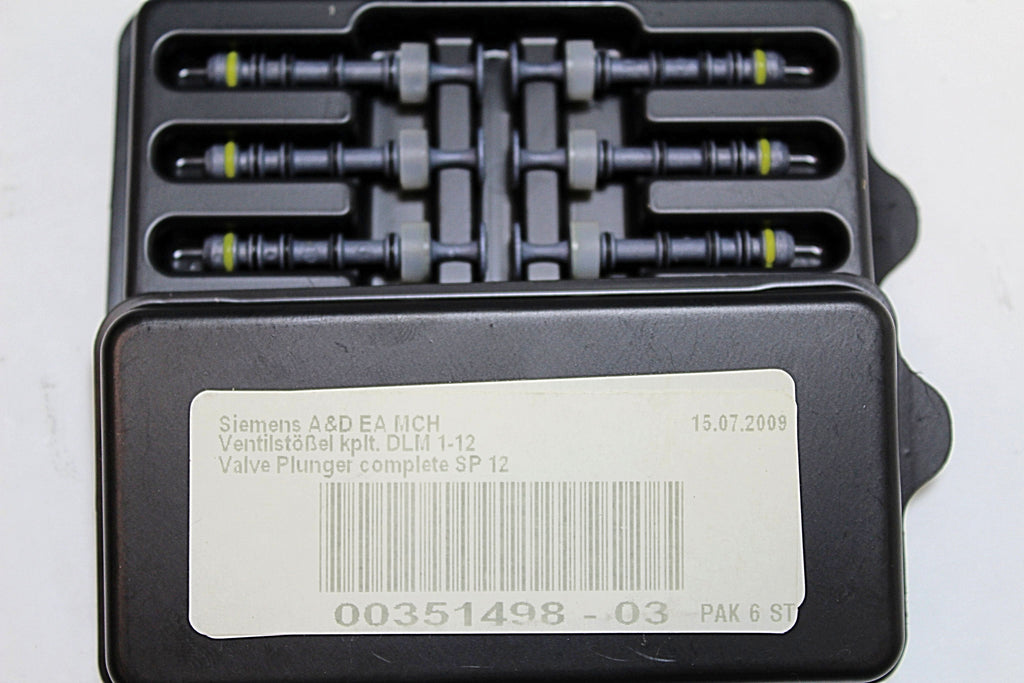 Siemens A&D EA MCH 15.07.2009
Ventilstößel kplt. DLM 1-12
Valve Plunger complete SP 12
00351498 - 03 PAK 6 ST